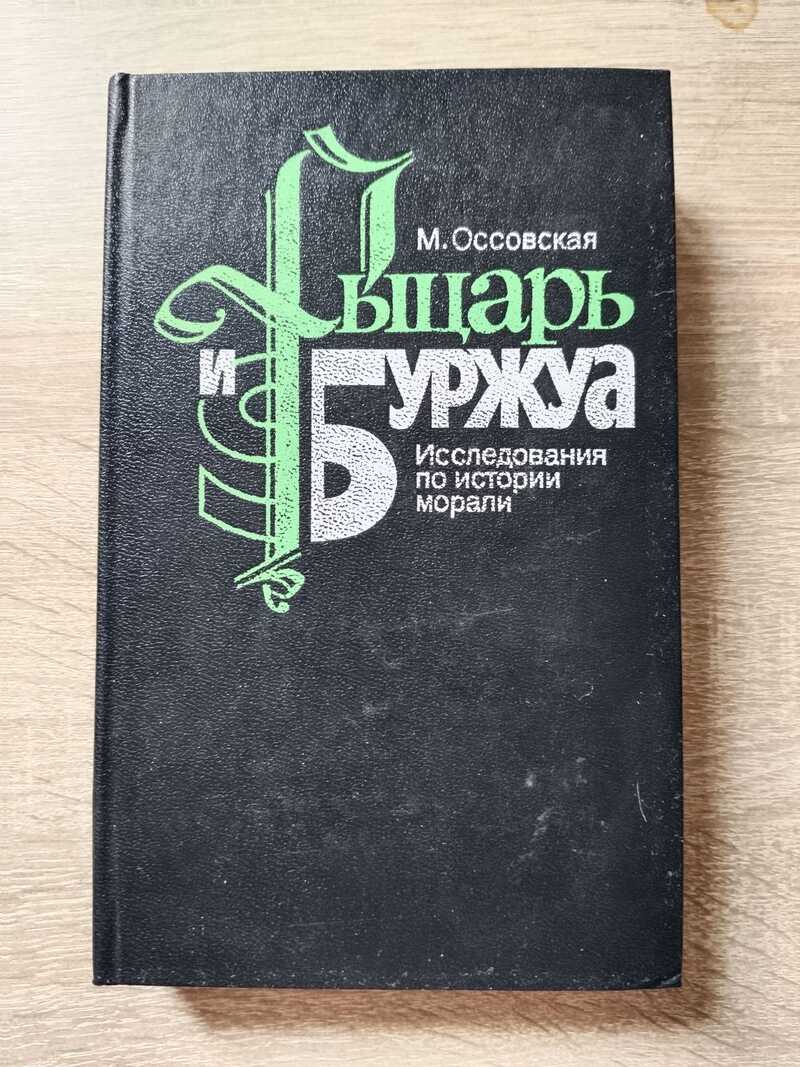 М. Оссовская
Рыцарь
и Буржуа
Исследования
по истории
морали